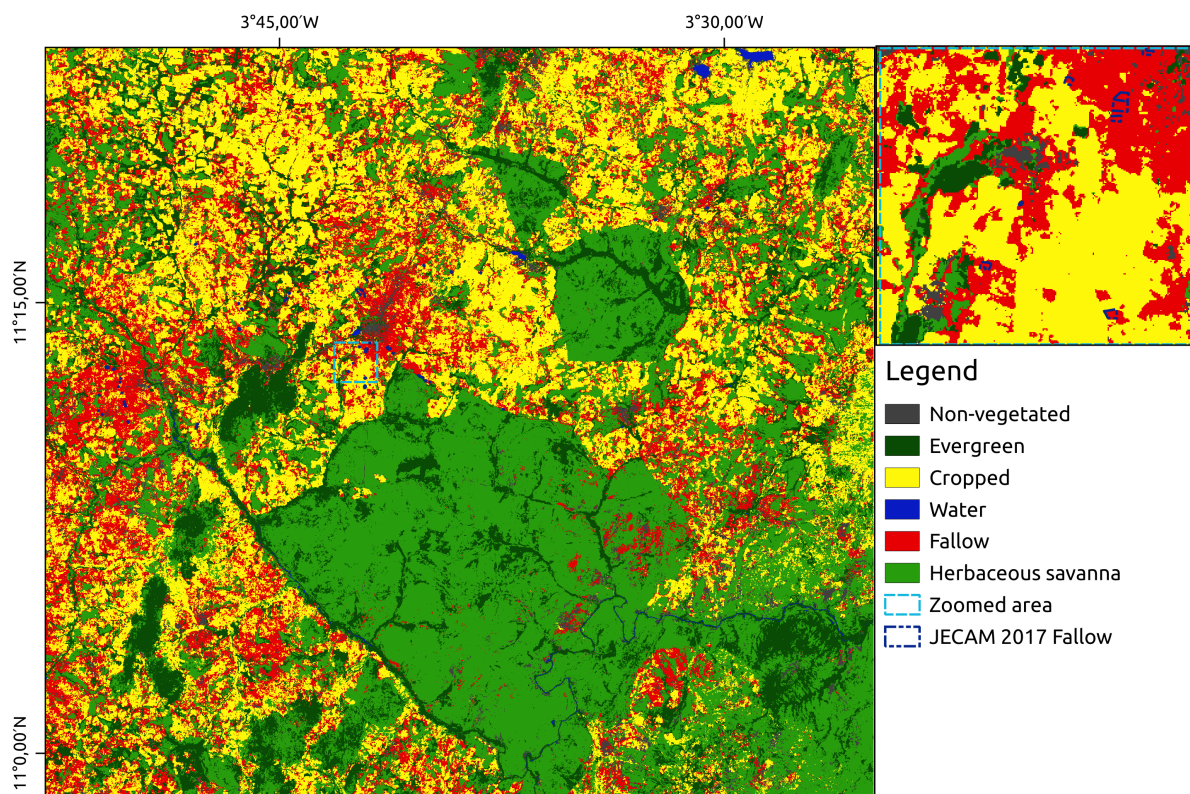 3°45,00′W
3°30,00′W
11°15,00′N
11°0,00′N
Legend
Non-vegetated
Evergreen
Cropped
Water
Fallow
Herbaceous savanna
Zoomed area
JECAM 2017 Fallow